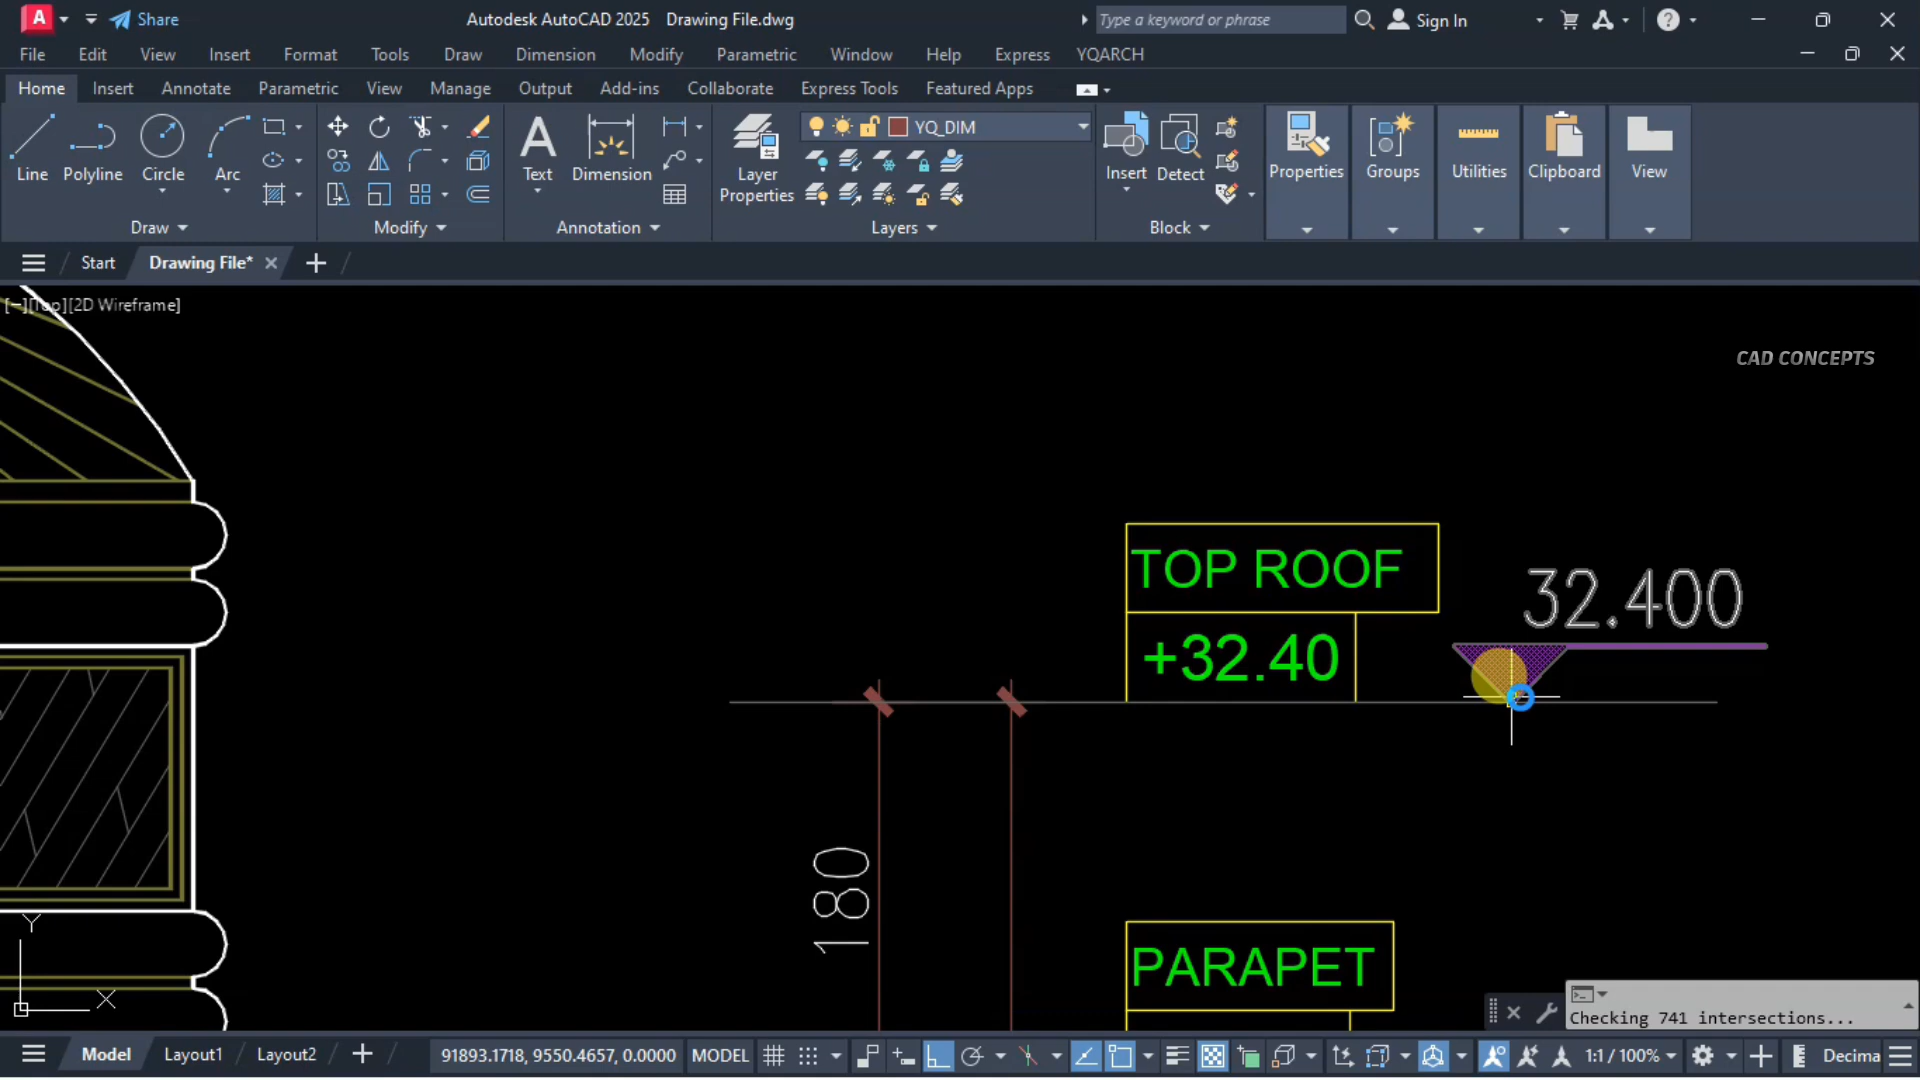 Share
Autodesk AutoCAD 2025 Drawing File.dwg
Type a keyword or phrase
Sign In
File Edit View Insert Format Tools Draw Dimension Modify Parametric Window Help Express YQARCH
Home Insert Annotate Parametric View Manage Output Add-ins Collaborate Express Tools Featured Apps
YQ_DIM
Line Polyline Circle Arc Text Dimension Layer Properties Insert Detect Properties Groups Utilities Clipboard View
Draw Modify Annotation Layers Block
Start Drawing File*
[−][Top][2D Wireframe]
CAD CONCEPTS
TOP ROOF
32.400
+32.40
180
PARAPET
Y
X
Checking 741 intersections...
Model Layout1 Layout2 91893.1718, 9550.4657, 0.0000 MODEL 1:1 / 100% Decima